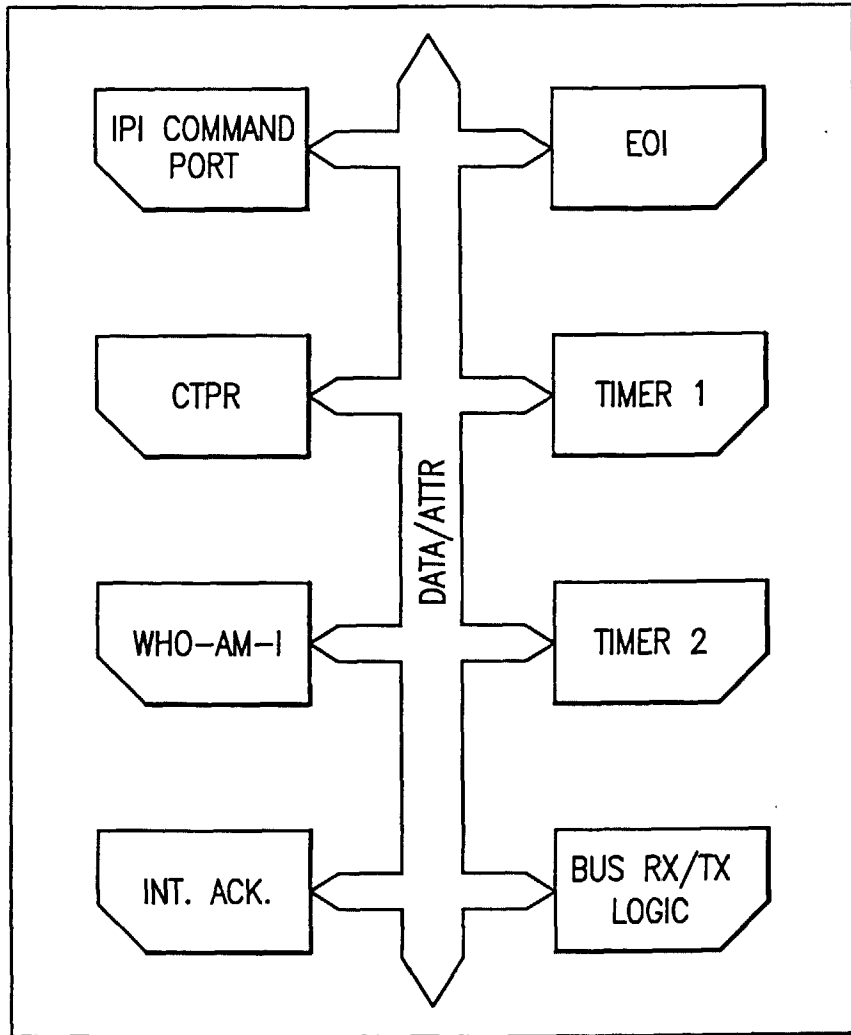 IPI COMMAND
PORT
EOI
CTPR
TIMER 1
DATA/ATTR
WHO-AM-I
TIMER 2
INT. ACK.
BUS RX/TX
LOGIC